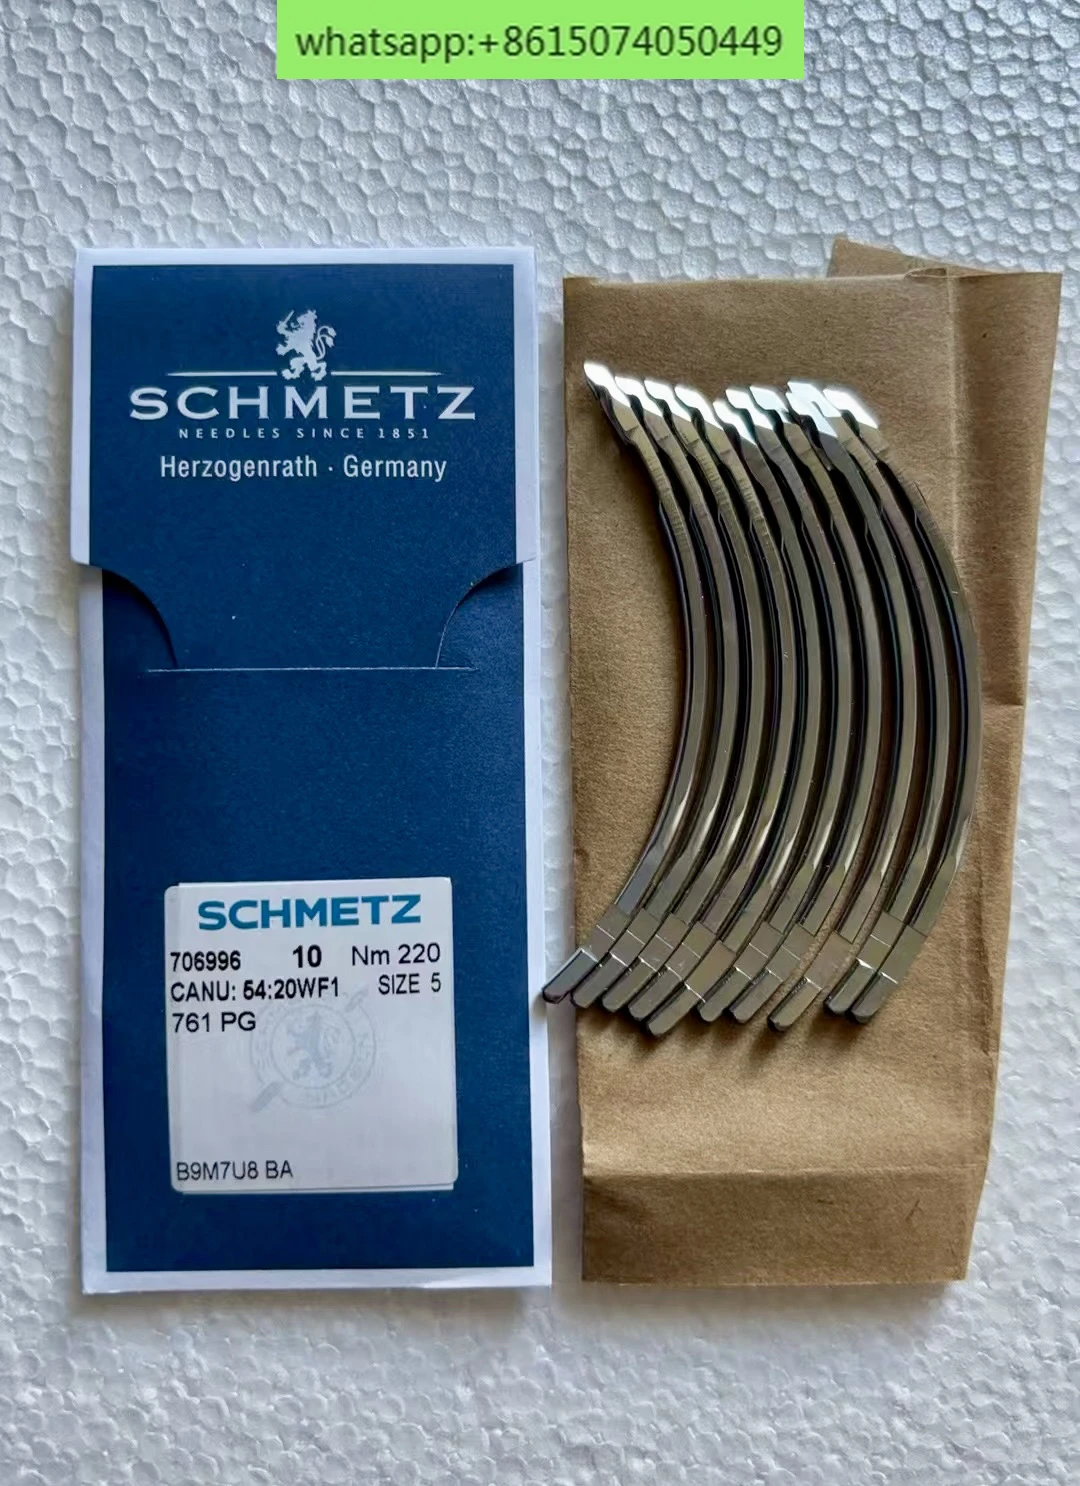 whatsapp:+8615074050449
SCHMETZ
NEEDLES SINCE 1851
Herzogenrath · Germany
SCHMETZ
706996 10 Nm 220
CANU: 54:20WF1 SIZE 5
761 PG
B9M7U8 BA